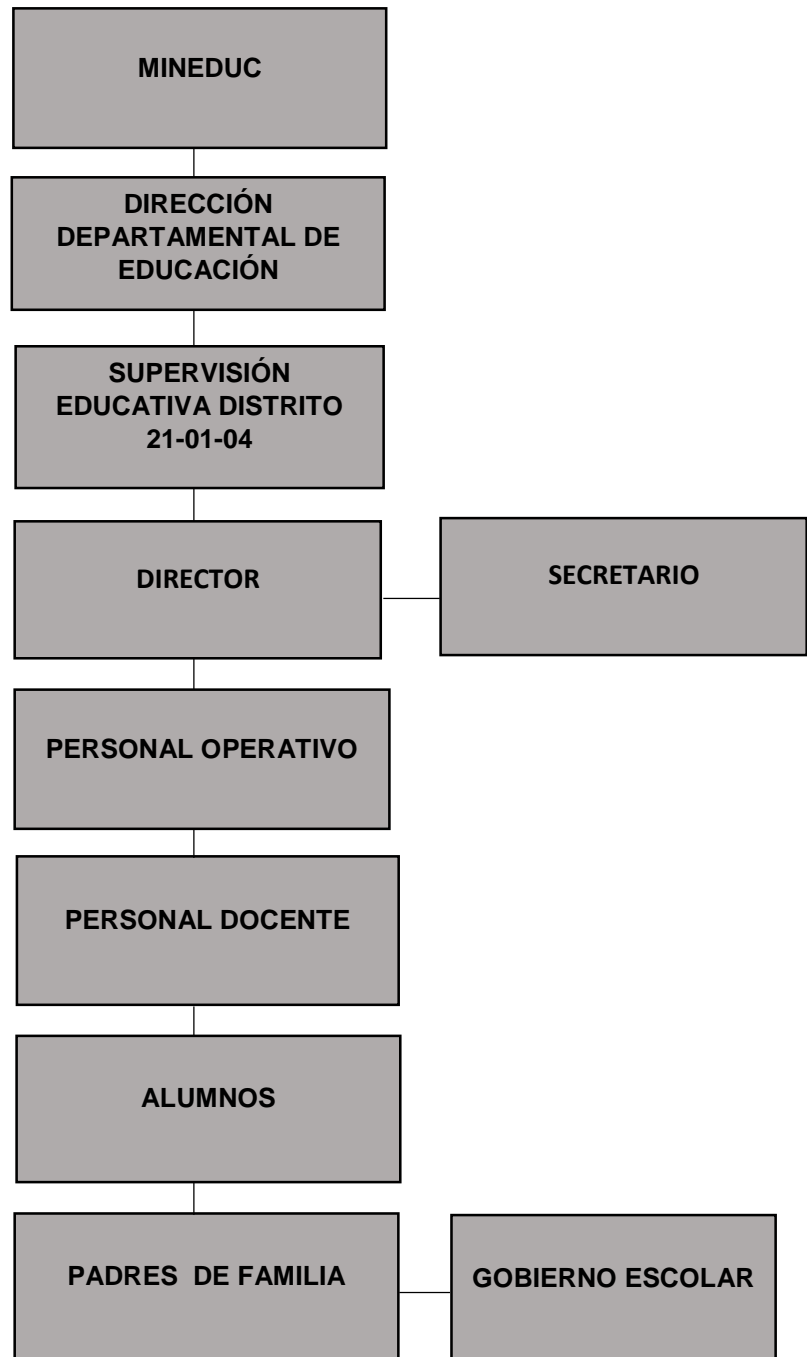 MINEDUC
DIRECCIÓN
DEPARTAMENTAL DE
EDUCACIÓN
SUPERVISIÓN
EDUCATIVA DISTRITO
21-01-04
DIRECTOR
SECRETARIO
PERSONAL OPERATIVO
PERSONAL DOCENTE
ALUMNOS
PADRES DE FAMILIA
GOBIERNO ESCOLAR